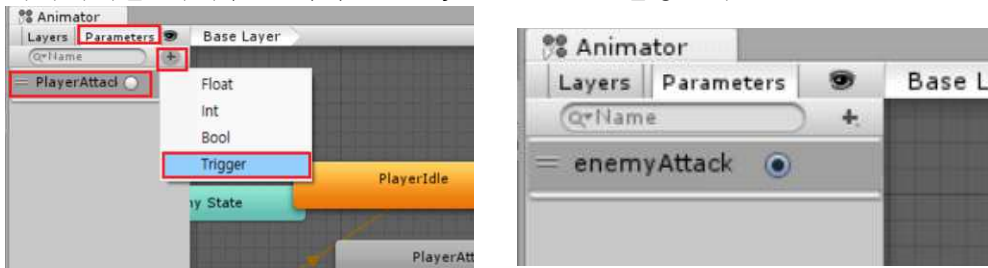 Animator
Layers Parameters Base Layer
Name
PlayerAttacl
Float
Int
Bool
Trigger
PlayerIdle
ny State
PlayerAtt
Animator
Layers Parameters Base L
Name
enemyAttack